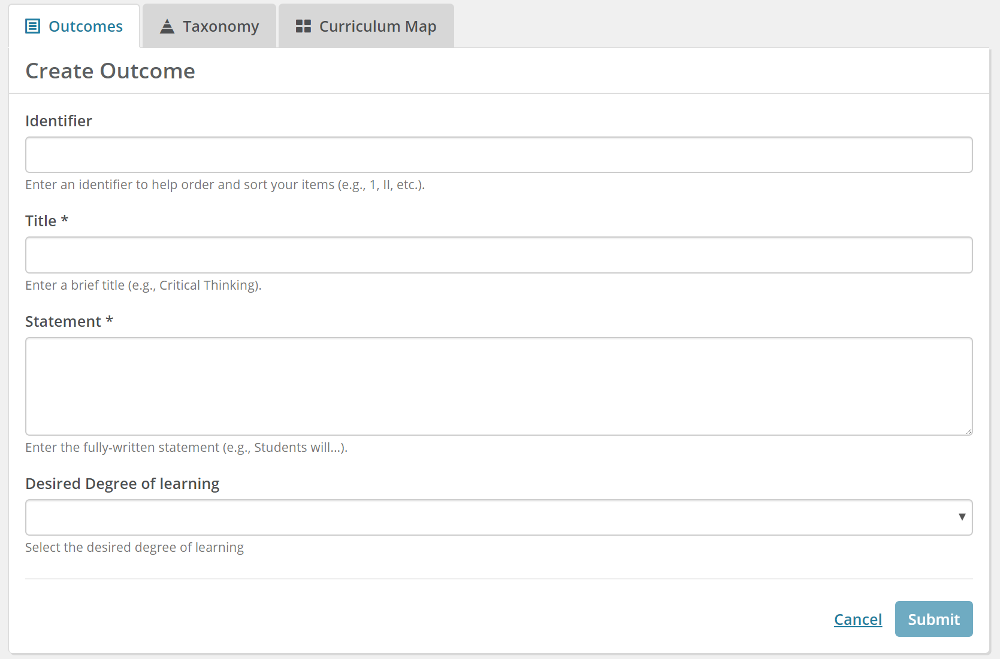 Outcomes Taxonomy Curriculum Map
Create Outcome
Identifier
Enter an identifier to help order and sort your items (e.g., 1, II, etc.).
Title *
Enter a brief title (e.g., Critical Thinking).
Statement *
Enter the fully-written statement (e.g., Students will...).
Desired Degree of learning
Select the desired degree of learning
Cancel Submit